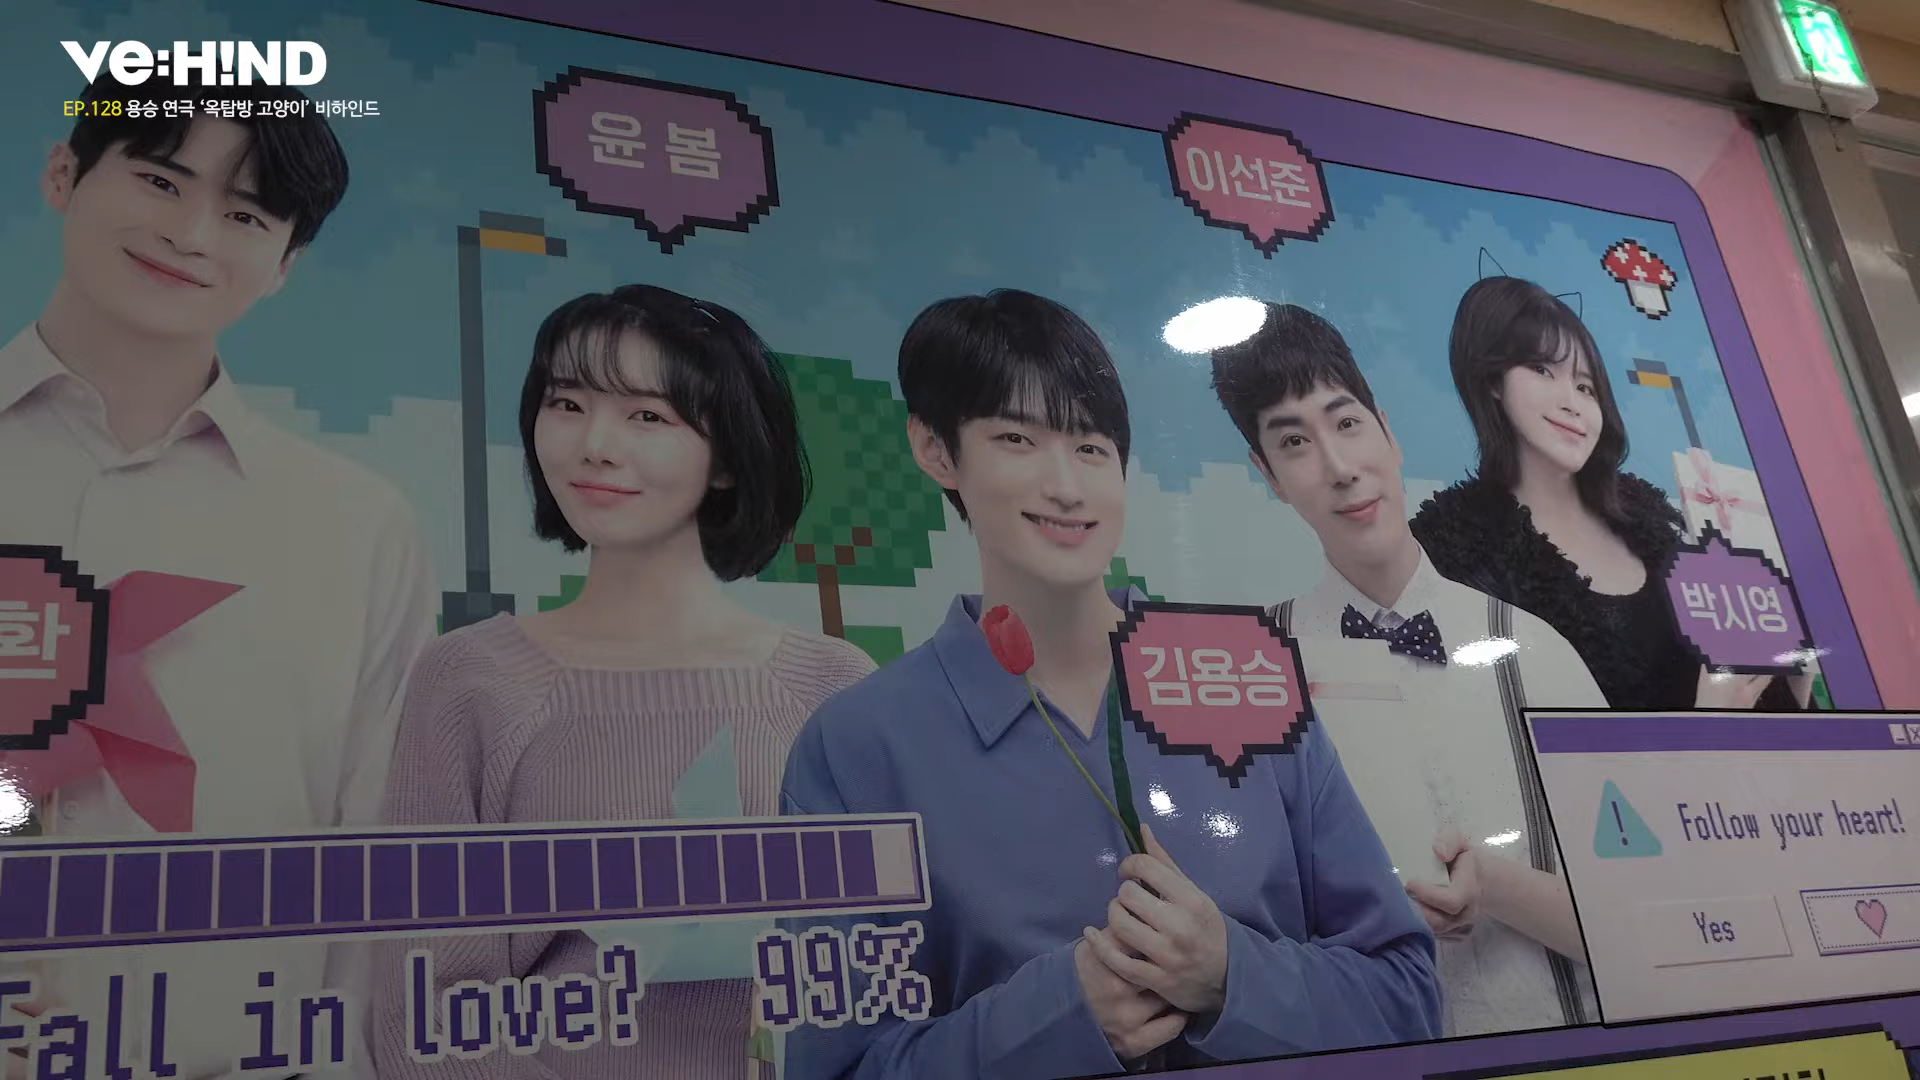 ve:H!ND
EP.128 용승 연극 ‘옥탑방 고양이’ 비하인드
윤봄
이선준
박시영
김용승
화
Follow your heart!
Yes
Fall in love? 99%